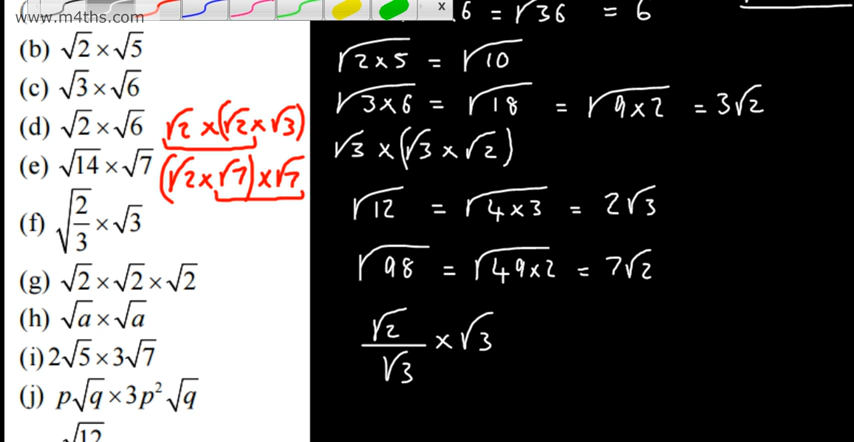 www.m4ths.com x
.6 = √36 = 6
(b) √2 × √5
√(2×5) = √10
(c) √3 × √6
√(3×6) = √18 = √(9×2) = 3√2
(d) √2 × √6 √2 × (√2 × √3)
√3 × (√3 × √2)
(e) √14 × √7 (√2 × √7) × √7
√12 = √(4×3) = 2√3
(f) √(2/3) × √3
(g) √2 × √2 × √2
√98 = √(49×2) = 7√2
(h) √a × √a
√2/√3 × √3
(i) 2√5 × 3√7
(j) p√q × 3p² √q
√12